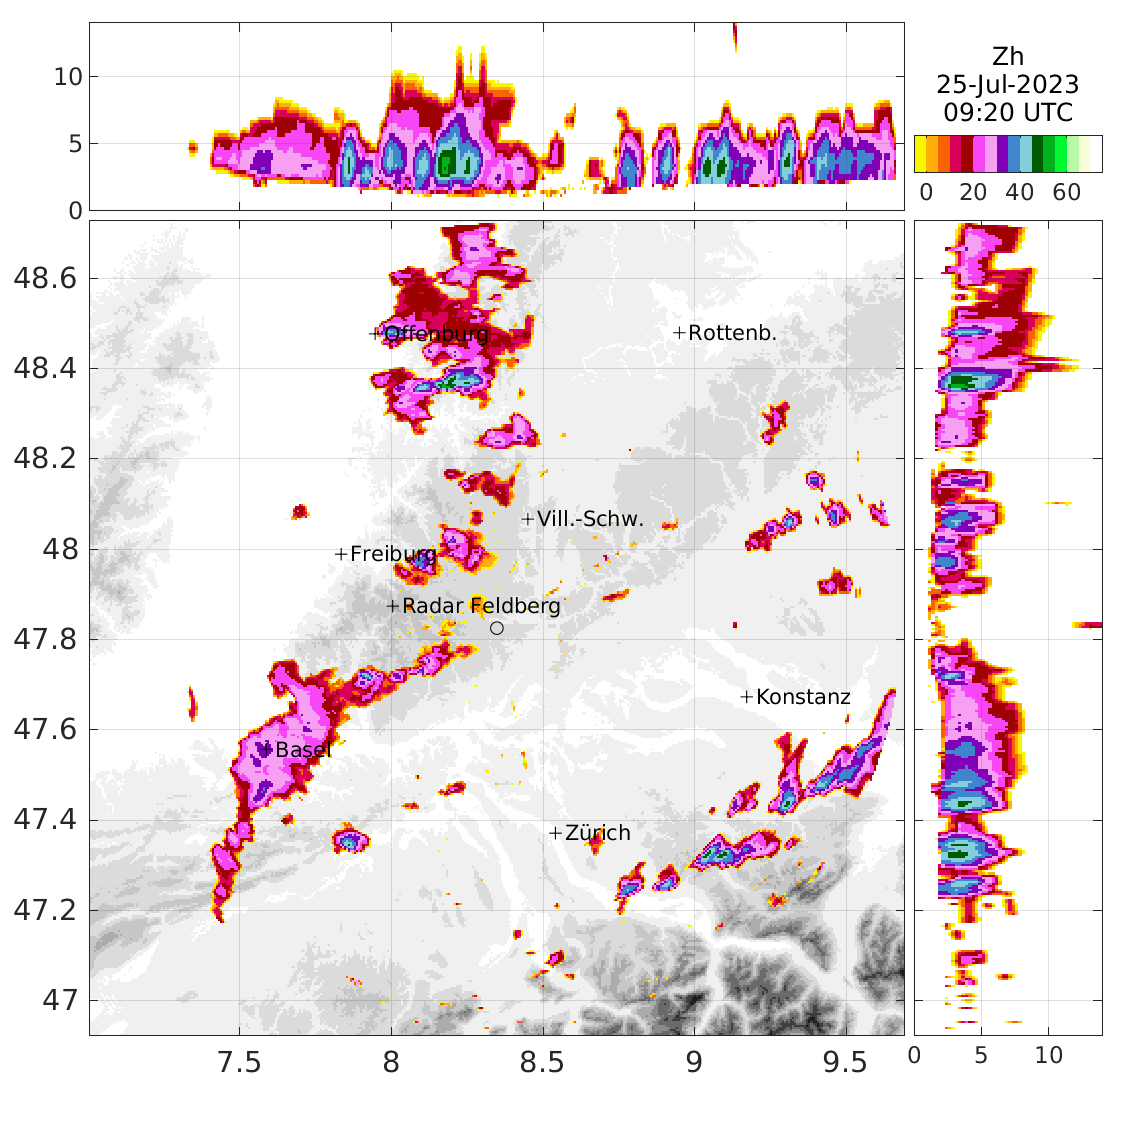 10
5
0
Zh
25-Jul-2023
09:20 UTC
0 20 40 60
48.6
48.4
48.2
48
47.8
47.6
47.4
47.2
47
+Offenburg
+Rottenb.
+Vill.-Schw.
+Freiburg
+Radar Feldberg
+Konstanz
+Basel
+Zürich
7.5 8 8.5 9 9.5
0 5 10